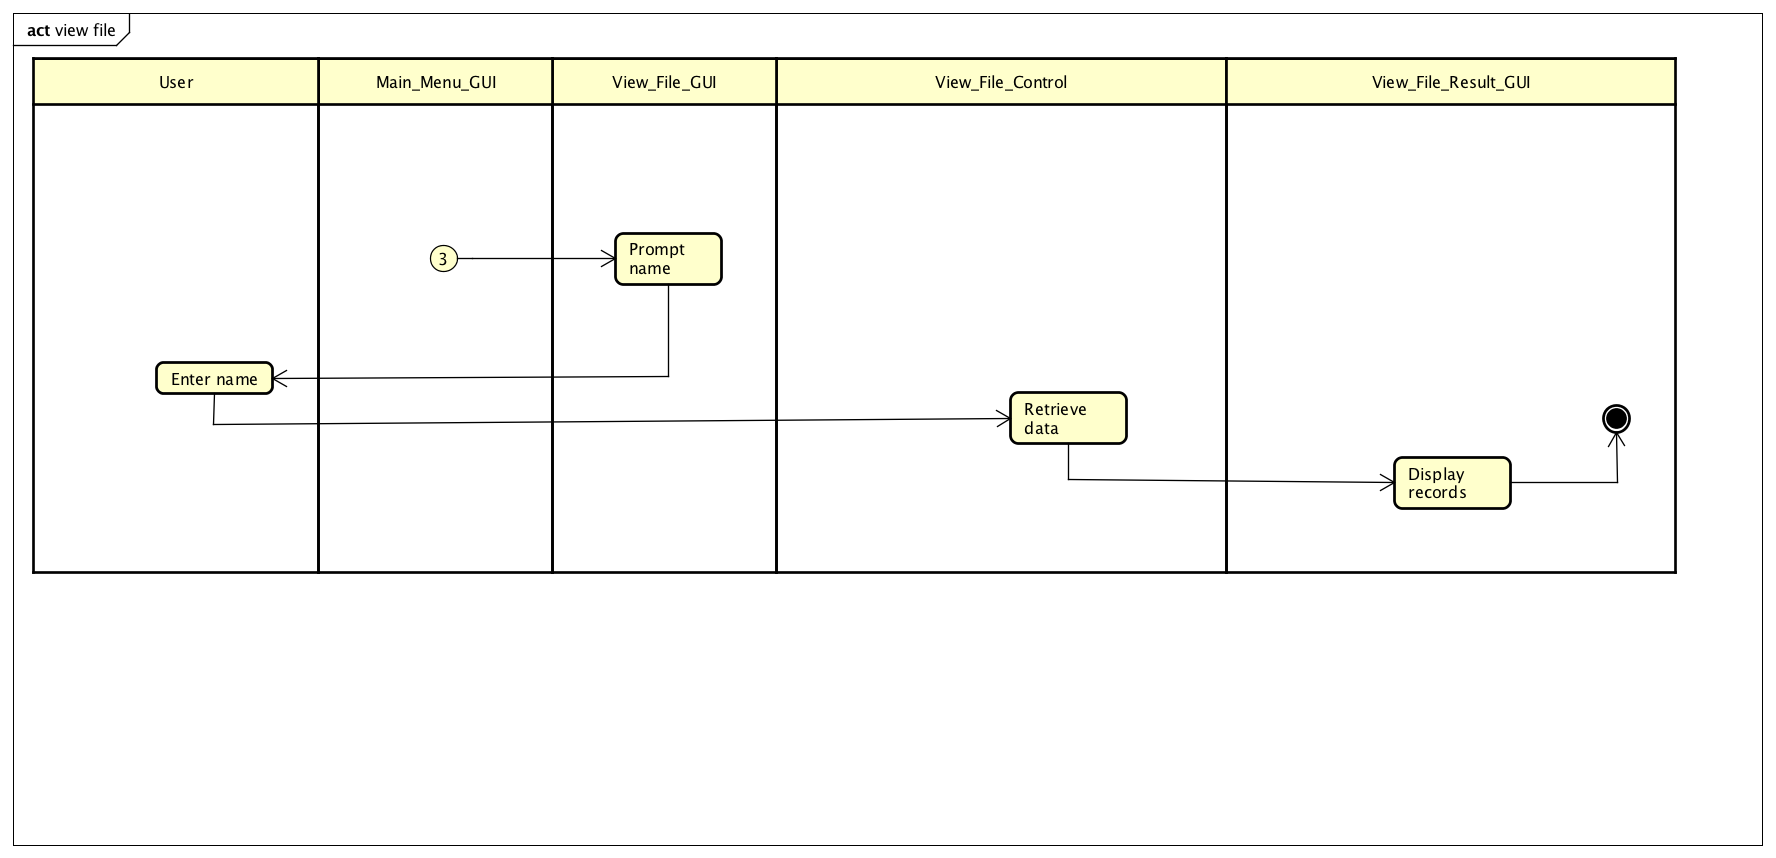 act view file
User
Main_Menu_GUI
View_File_GUI
View_File_Control
View_File_Result_GUI
3
Prompt
name
Enter name
Retrieve
data
Display
records